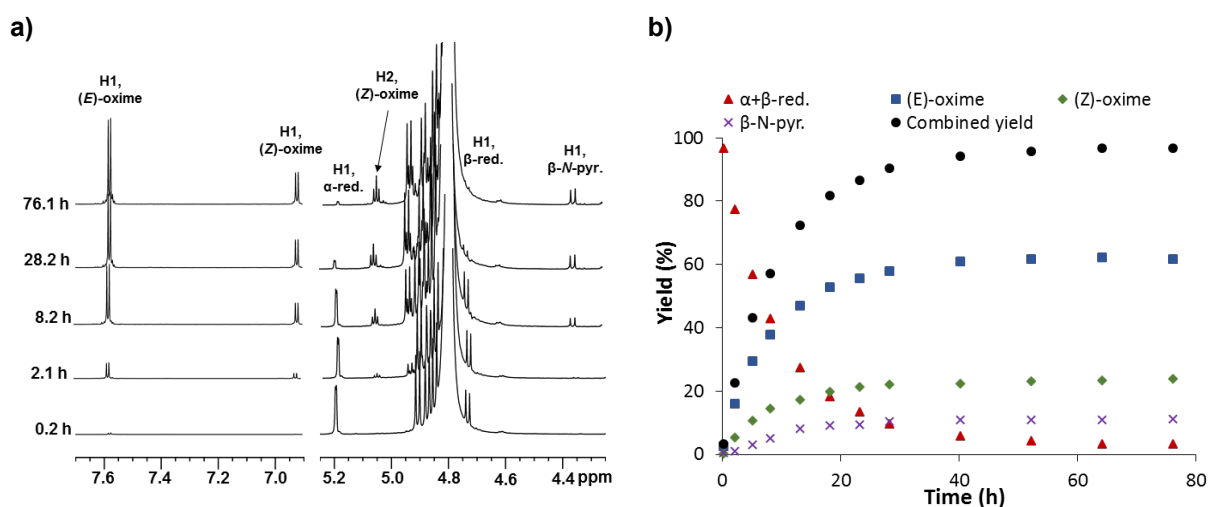 a)
H1,
(E)-oxime
H2,
(Z)-oxime
H1,
(Z)-oxime
H1,
α-red.
H1,
β-red.
H1,
β-N-pyr.
76.1 h
28.2 h
8.2 h
2.1 h
0.2 h
7.6 7.4 7.2 7.0 5.2 5.0 4.8 4.6 4.4 ppm
b)
α+β-red. (E)-oxime (Z)-oxime
β-N-pyr. Combined yield
100
80
60
40
20
0
Yield (%)
0 20 40 60 80
Time (h)